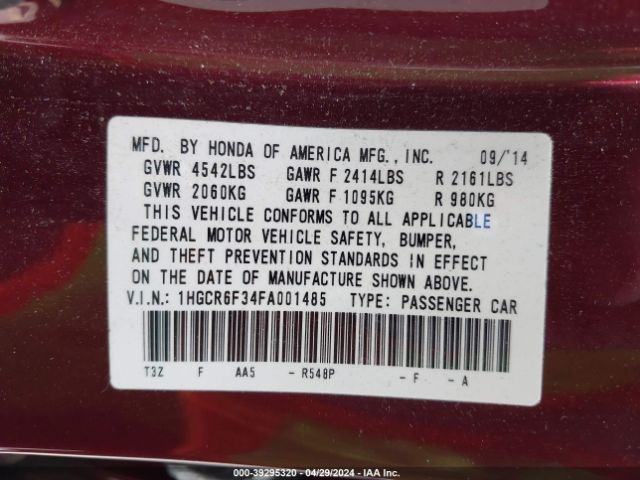 MFD. BY HONDA OF AMERICA MFG., INC. 09/'14
GVWR 4542LBS GAWR F 2414LBS R 2161LBS
GVWR 2060KG GAWR F 1095KG R 980KG
THIS VEHICLE CONFORMS TO ALL APPLICABLE
FEDERAL MOTOR VEHICLE SAFETY, BUMPER,
AND THEFT PREVENTION STANDARDS IN EFFECT
ON THE DATE OF MANUFACTURE SHOWN ABOVE.
V.I.N.: 1HGCR6F34FA001485 TYPE: PASSENGER CAR
T3Z F AA5 - R548P - F - A
000-39295320 - 04/29/2024 - IAA Inc.